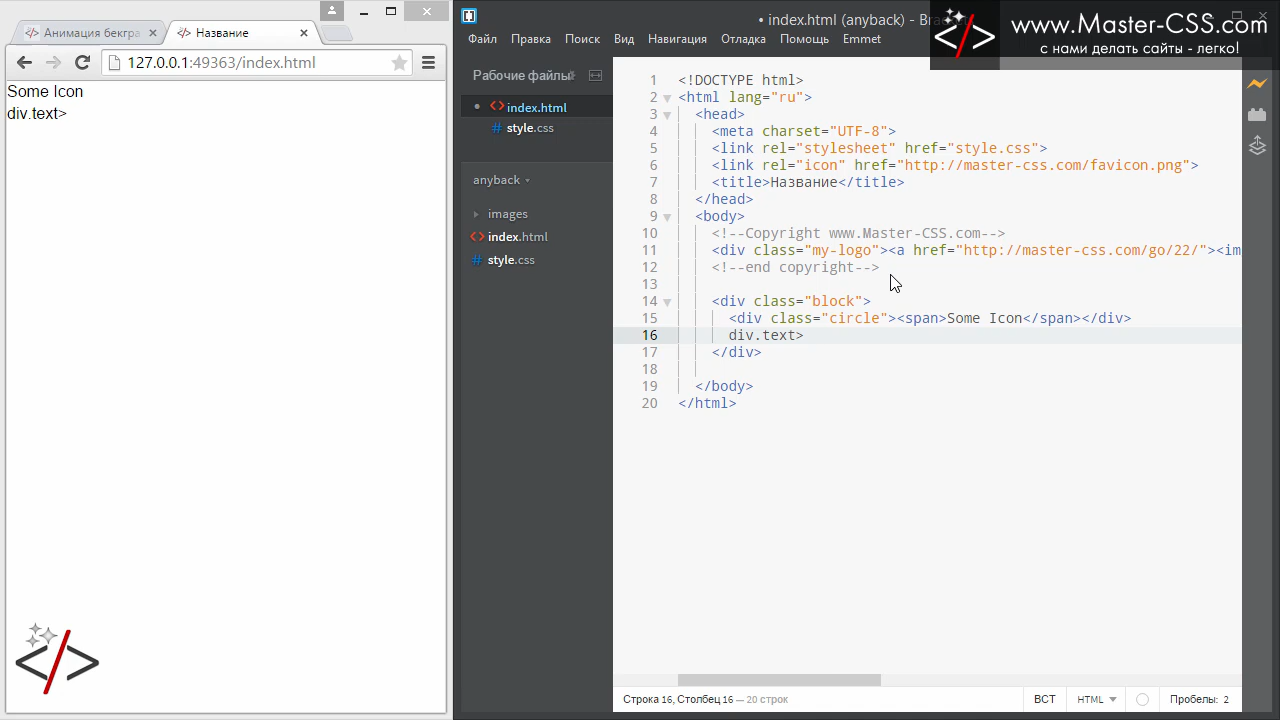 Анимация бекгра
Название
127.0.0.1:49363/index.html
Some Icon
div.text>
• index.html (anyback) - Bra
www.Master-CSS.com
с нами делать сайты - легко!
Файл Правка Поиск Вид Навигация Отладка Помощь Emmet
Рабочие файлы
index.html
style.css
anyback
images
index.html
style.css
1 <!DOCTYPE html>
2 <html lang="ru">
3 <head>
4 <meta charset="UTF-8">
5 <link rel="stylesheet" href="style.css">
6 <link rel="icon" href="http://master-css.com/favicon.png">
7 <title>Название</title>
8 </head>
9 <body>
10 <!--Copyright www.Master-CSS.com-->
11 <div class="my-logo"><a href="http://master-css.com/go/22/"><im
12 <!--end copyright-->
13
14 <div class="block">
15 <div class="circle"><span>Some Icon</span></div>
16 div.text>
17 </div>
18
19 </body>
20 </html>
Строка 16, Столбец 16 — 20 строк
ВСТ
HTML
Пробелы: 2